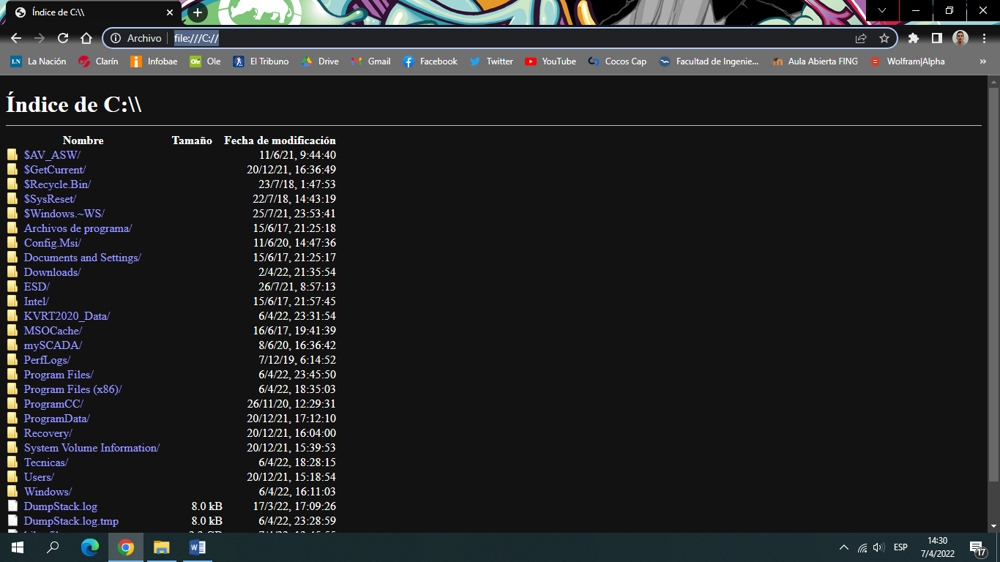 Índice de C:\\
Archivo file:///C://
La Nación Clarín Infobae Ole El Tribuno Drive Gmail Facebook Twitter YouTube Cocos Cap Facultad de Ingenie... Aula Abierta FING Wolfram|Alpha »
Índice de C:\\
Nombre Tamaño Fecha de modificación
$AV_ASW/ 11/6/21, 9:44:40
$GetCurrent/ 20/12/21, 16:36:49
$Recycle.Bin/ 23/7/18, 1:47:53
$SysReset/ 22/7/18, 14:43:19
$Windows.~WS/ 25/7/21, 23:53:41
Archivos de programa/ 15/6/17, 21:25:18
Config.Msi/ 11/6/20, 14:47:36
Documents and Settings/ 15/6/17, 21:25:17
Downloads/ 2/4/22, 21:35:54
ESD/ 26/7/21, 8:57:13
Intel/ 15/6/17, 21:57:45
KVRT2020_Data/ 6/4/22, 23:31:54
MSOCache/ 16/6/17, 19:41:39
mySCADA/ 8/6/20, 16:36:42
PerfLogs/ 7/12/19, 6:14:52
Program Files/ 6/4/22, 23:45:50
Program Files (x86)/ 6/4/22, 18:35:03
ProgramCC/ 26/11/20, 12:29:31
ProgramData/ 20/12/21, 17:12:10
Recovery/ 20/12/21, 16:04:00
System Volume Information/ 20/12/21, 15:39:53
Tecnicas/ 6/4/22, 18:28:15
Users/ 20/12/21, 15:18:54
Windows/ 6/4/22, 16:11:03
DumpStack.log 8.0 kB 17/3/22, 17:09:26
DumpStack.log.tmp 8.0 kB 6/4/22, 23:28:59
ESP 14:30
7/4/2022 17